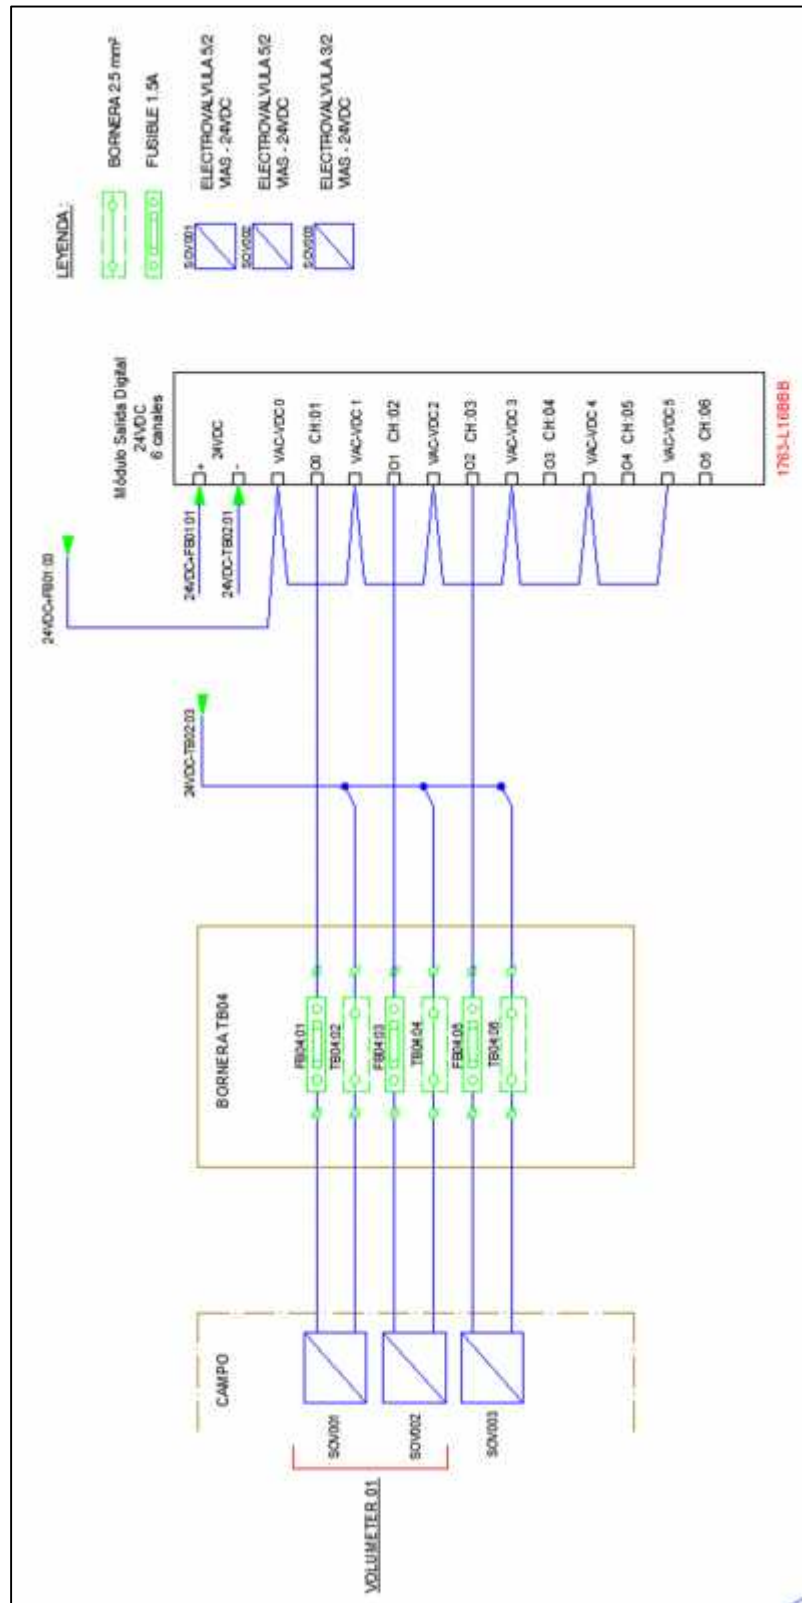 LEYENDA :
BORNERA 2.5 mm²
FUSIBLE 1.5A
SOV001
ELECTROVALVULA 5/2
VIAS - 24VDC
SOV002
ELECTROVALVULA 5/2
VIAS - 24VDC
SOV003
ELECTROVALVULA 3/2
VIAS - 24VDC
Módulo Salida Digital
24VDC
6 canales
+
24VDC
-
VAC-VDC 0
O0 CH:01
VAC-VDC 1
O1 CH:02
VAC-VDC 2
O2 CH:03
VAC-VDC 3
O3 CH:04
VAC-VDC 4
O4 CH:05
VAC-VDC 5
O5 CH:06
1763-L16BBB
24VDC+FB01:01
24VDC-TB02:01
24VDC+FB01:03
24VDC-TB02:03
BORNERA TB04
FB04:01
TB04:02
FB04:03
TB04:04
FB04:05
TB04:06
CAMPO
SOV001
SOV002
SOV003
VOLUMETER 01